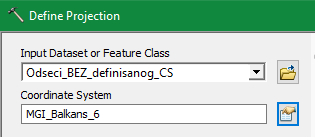 Define Projection
Input Dataset or Feature Class
Odseci_BEZ_definisanog_CS
Coordinate System
MGI_Balkans_6